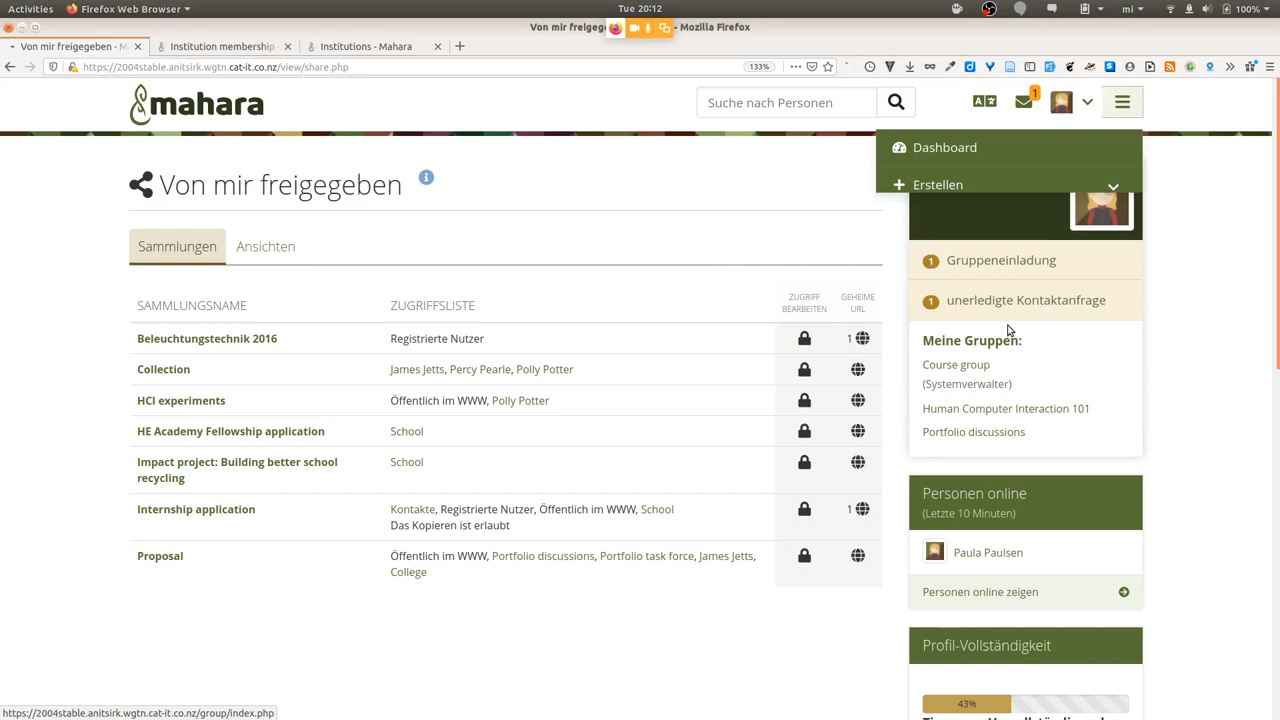 Activities
Firefox Web Browser
Tue 20:12
mi
100%
Von mir freigege - Mozilla Firefox
Von mir freigegeben - Ma
Institution membership
Institutions - Mahara
https://2004stable.anitsirk.wgtn.cat-it.co.nz/view/share.php
133%
mahara
Suche nach Personen
1
Dashboard
Erstellen
Von mir freigegeben
Sammlungen
Ansichten
SAMMLUNGSNAME
ZUGRIFFSLISTE
ZUGRIFF BEARBEITEN
GEHEIME URL
Beleuchtungstechnik 2016
Registrierte Nutzer
1
Collection
James Jetts, Percy Pearle, Polly Potter
HCI experiments
Öffentlich im WWW, Polly Potter
HE Academy Fellowship application
School
Impact project: Building better school
recycling
School
Internship application
Kontakte, Registrierte Nutzer, Öffentlich im WWW, School
Das Kopieren ist erlaubt
1
Proposal
Öffentlich im WWW, Portfolio discussions, Portfolio task force, James Jetts,
College
1 Gruppeneinladung
1 unerledigte Kontaktanfrage
Meine Gruppen:
Course group
(Systemverwalter)
Human Computer Interaction 101
Portfolio discussions
Personen online
(Letzte 10 Minuten)
Paula Paulsen
Personen online zeigen
Profil-Vollständigkeit
43%
https://2004stable.anitsirk.wgtn.cat-it.co.nz/group/index.php